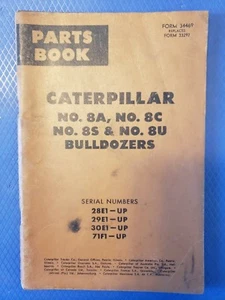 PARTS
BOOK
FORM 34469
REPLACES
FORM 33297
CATERPILLAR
NO. 8A, NO. 8C
NO. 8S & NO. 8U
BULLDOZERS
SERIAL NUMBERS
28E1—UP
29E1—UP
30E1—UP
71F1—UP